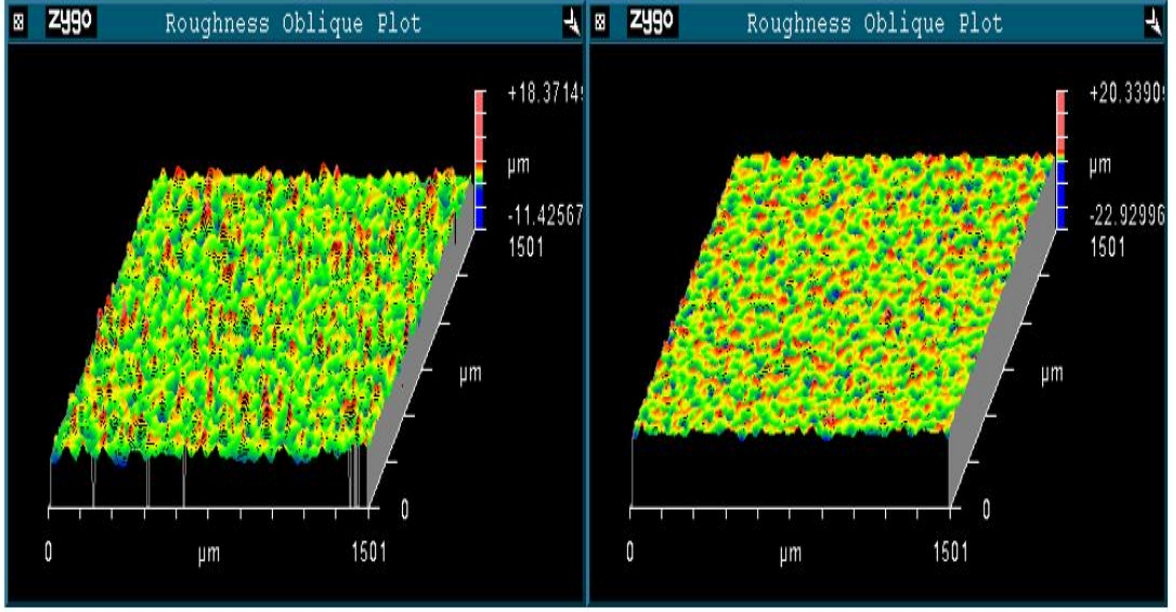 zygo Roughness Oblique Plot
+18.3714
µm
-11.42567
1501
µm
0
0 µm 1501
zygo Roughness Oblique Plot
+20.3390
µm
-22.92996
1501
µm
0
0 µm 1501